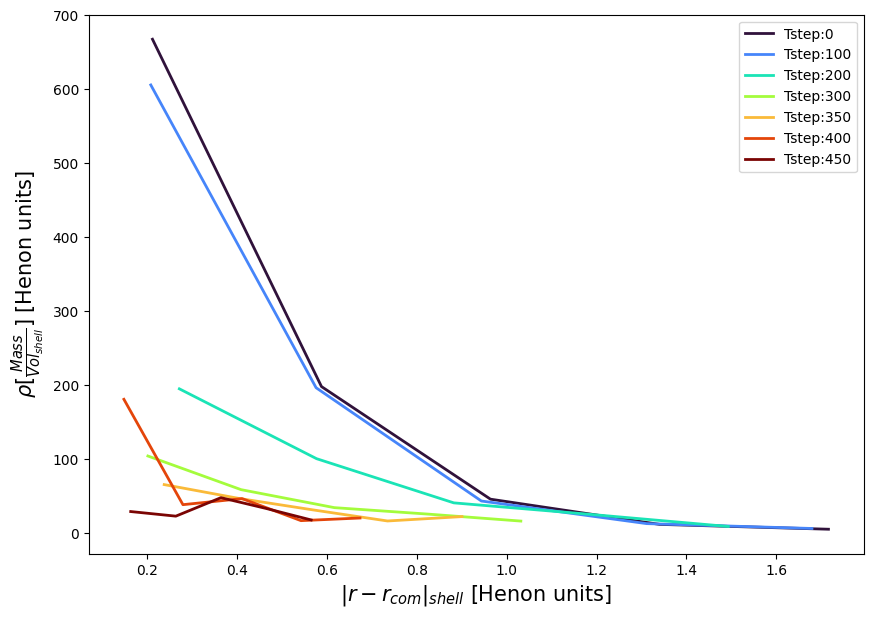 700
600
500
400
300
200
100
0
ρ[Mass/Vol_shell] [Henon units]
Tstep:0
Tstep:100
Tstep:200
Tstep:300
Tstep:350
Tstep:400
Tstep:450
0.2 0.4 0.6 0.8 1.0 1.2 1.4 1.6
|r − r_com|_shell [Henon units]